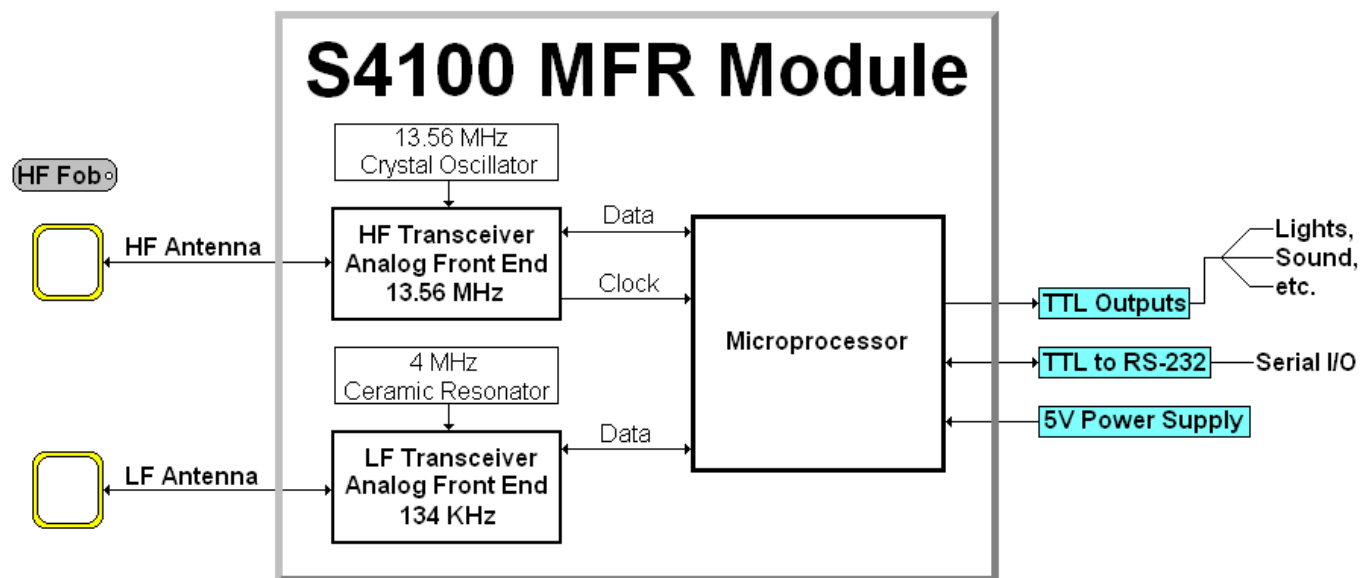 S4100 MFR Module
13.56 MHz
Crystal Oscillator
HF Fob
HF Antenna
HF Transceiver
Analog Front End
13.56 MHz
Data
Clock
4 MHz
Ceramic Resonator
LF Antenna
LF Transceiver
Analog Front End
134 KHz
Data
Microprocessor
TTL Outputs
Lights,
Sound,
etc.
TTL to RS-232
Serial I/O
5V Power Supply